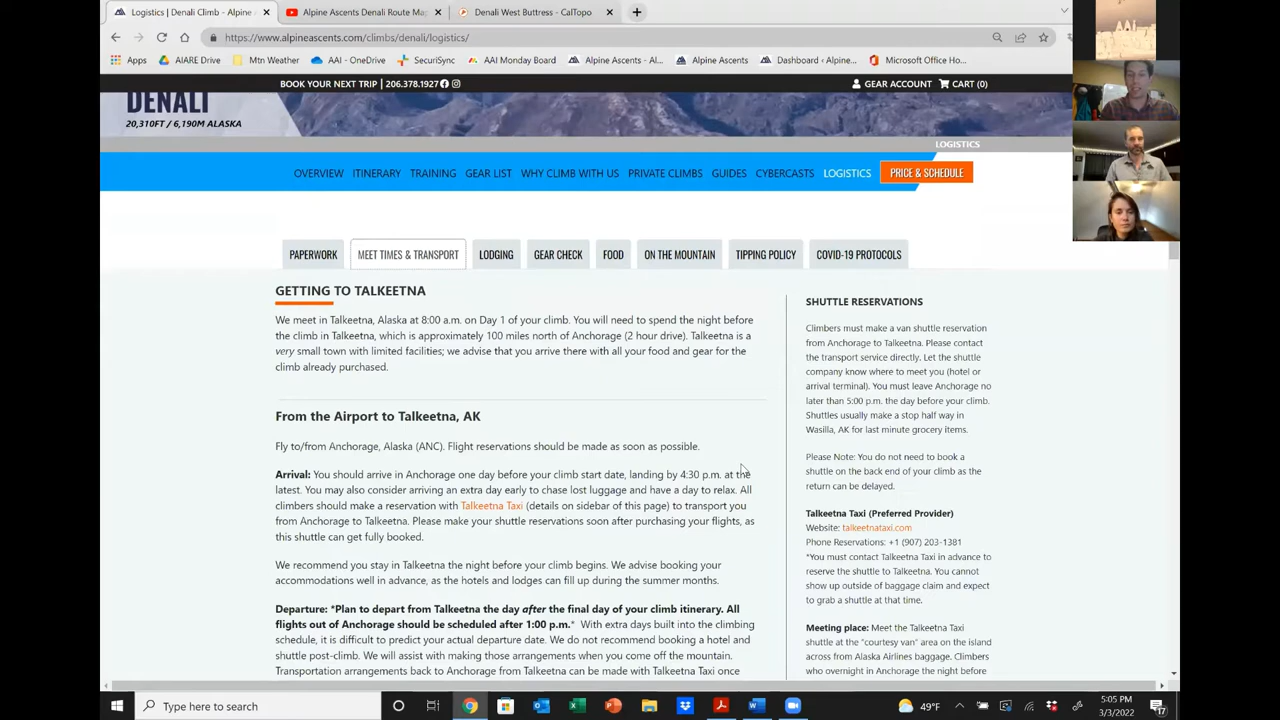 Logistics | Denali Climb - Alpine
Alpine Ascents Denali Route Ma
Denali West Buttress - CalTopo
https://www.alpineascents.com/climbs/denali/logistics/
Apps
AIARE Drive
Mtn Weather
AAI - OneDrive
SecuriSync
AAI Monday Board
Alpine Ascents - Al...
Alpine Ascents
Dashboard ‹ Alpine...
Microsoft Office Ho...
AAi
BOOK YOUR NEXT TRIP | 206.378.1927
GEAR ACCOUNT
CART (0)
DENALI
20,310FT / 6,190M ALASKA
LOGISTICS
OVERVIEW
ITINERARY
TRAINING
GEAR LIST
WHY CLIMB WITH US
PRIVATE CLIMBS
GUIDES
CYBERCASTS
LOGISTICS
PRICE & SCHEDULE
PAPERWORK
MEET TIMES & TRANSPORT
LODGING
GEAR CHECK
FOOD
ON THE MOUNTAIN
TIPPING POLICY
COVID-19 PROTOCOLS
GETTING TO TALKEETNA
We meet in Talkeetna, Alaska at 8:00 a.m. on Day 1 of your climb. You will need to spend the night before
the climb in Talkeetna, which is approximately 100 miles north of Anchorage (2 hour drive). Talkeetna is a
very small town with limited facilities; we advise that you arrive there with all your food and gear for the
climb already purchased.
From the Airport to Talkeetna, AK
Fly to/from Anchorage, Alaska (ANC). Flight reservations should be made as soon as possible.
Arrival: You should arrive in Anchorage one day before your climb start date, landing by 4:30 p.m. at the
latest. You may also consider arriving an extra day early to chase lost luggage and have a day to relax. All
climbers should make a reservation with Talkeetna Taxi (details on sidebar of this page) to transport you
from Anchorage to Talkeetna. Please make your shuttle reservations soon after purchasing your flights, as
this shuttle can get fully booked.
We recommend you stay in Talkeetna the night before your climb begins. We advise booking your
accommodations well in advance, as the hotels and lodges can fill up during the summer months.
Departure: *Plan to depart from Talkeetna the day after the final day of your climb itinerary. All
flights out of Anchorage should be scheduled after 1:00 p.m.* With extra days built into the climbing
schedule, it is difficult to predict your actual departure date. We do not recommend booking a hotel and
shuttle post-climb. We will assist with making those arrangements when you come off the mountain.
Transportation arrangements back to Anchorage from Talkeetna can be made with Talkeetna Taxi once
SHUTTLE RESERVATIONS
Climbers must make a van shuttle reservation
from Anchorage to Talkeetna. Please contact
the transport service directly. Let the shuttle
company know where to meet you (hotel or
arrival terminal). You must leave Anchorage no
later than 5:00 p.m. the day before your climb.
Shuttles usually make a stop half way in
Wasilla, AK for last minute grocery items.
Please Note: You do not need to book a
shuttle on the back end of your climb as the
return can be delayed.
Talkeetna Taxi (Preferred Provider)
Website: talkeetnataxi.com
Phone Reservations: +1 (907) 203-1381
*You must contact Talkeetna Taxi in advance to
reserve the shuttle to Talkeetna. You cannot
show up outside of baggage claim and expect
to grab a shuttle at that time.
Meeting place: Meet the Talkeetna Taxi
shuttle at the "courtesy van" area on the island
across from Alaska Airlines baggage. Climbers
who overnight in Anchorage the night before
Type here to search
49°F
5:05 PM
3/3/2022
17